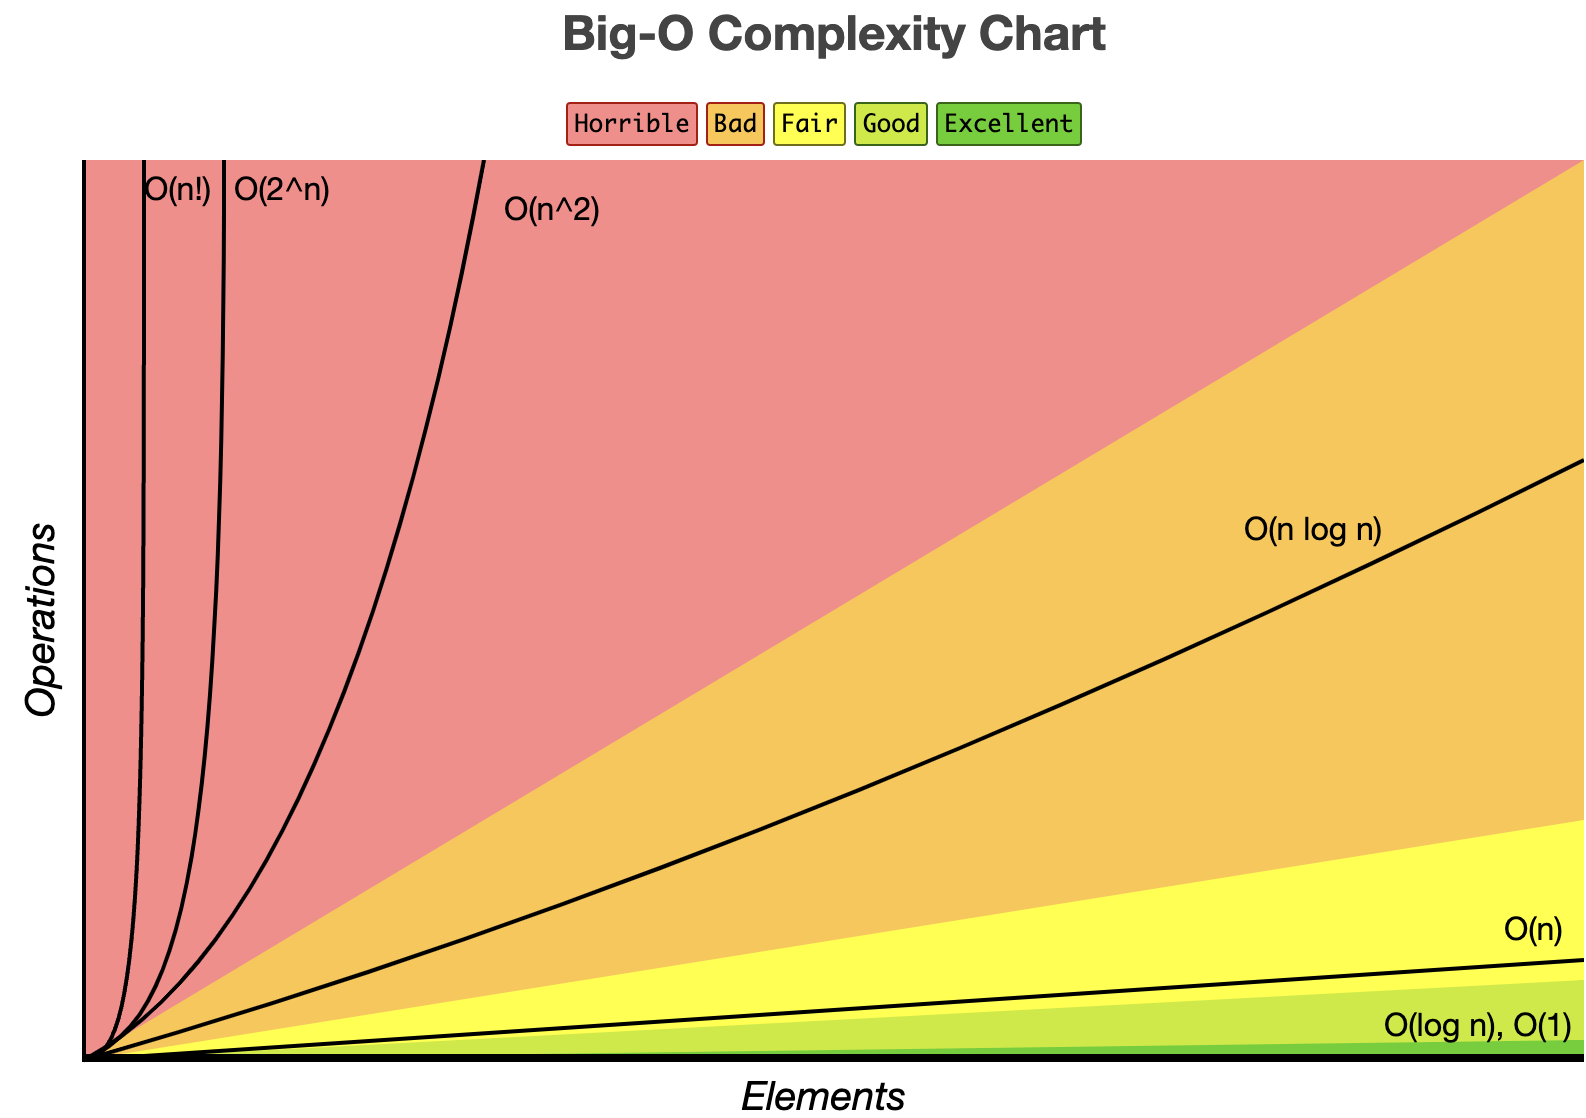 Big-O Complexity Chart
Horrible Bad Fair Good Excellent
O(n!) O(2^n)
O(n^2)
O(n log n)
O(n)
O(log n), O(1)
Operations
Elements